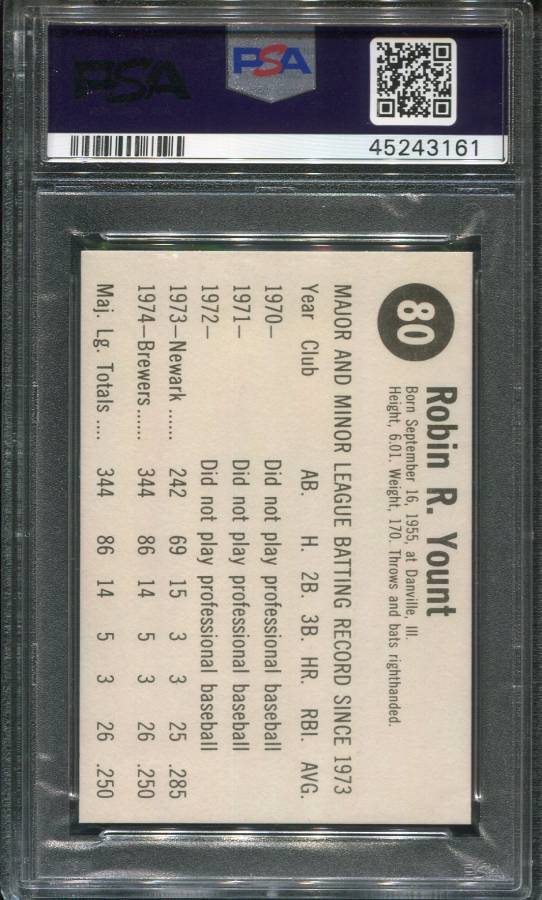 PSA
PSA
45243161
80
Robin R. Yount
Born September 16, 1955, at Danville, Ill.
Height, 6.01. Weight, 170. Throws and bats righthanded.
MAJOR AND MINOR LEAGUE BATTING RECORD SINCE 1973
Year Club AB. H. 2B. 3B. HR. RBI. AVG.
1970— Did not play professional baseball
1971— Did not play professional baseball
1972— Did not play professional baseball
1973—Newark ...... 242 69 15 3 3 25 .285
1974—Brewers ...... 344 86 14 5 3 26 .250
Maj. Lg. Totals .... 344 86 14 5 3 26 .250